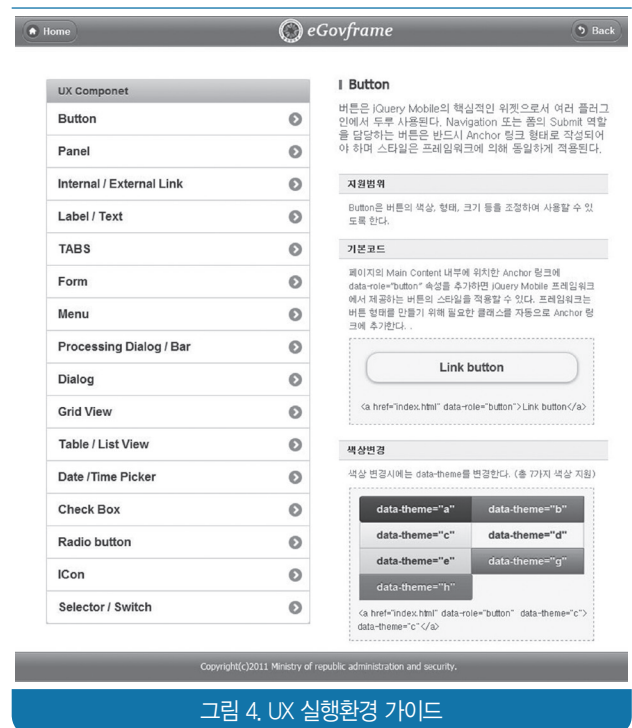 Home
eGovframe
Back
UX Componet
Button
Panel
Internal / External Link
Label / Text
TABS
Form
Menu
Processing Dialog / Bar
Dialog
Grid View
Table / List View
Date /Time Picker
Check Box
Radio button
ICon
Selector / Switch
Button
버튼은 jQuery Mobile의 핵심적인 위젯으로서 여러 플러그
인에서 두루 사용된다. Navigation 또는 폼의 Submit 역할
을 담당하는 버튼은 반드시 Anchor 링크 형태로 작성되어
야 하며 스타일은 프레임워크에 의해 동일하게 적용된다.
지원범위
Button은 버튼의 색상, 형태, 크기 등을 조정하여 사용할 수 있
도록 한다.
기본코드
페이지의 Main Content 내부에 위치한 Anchor 링크에
data-role="button" 속성를 추가하면 jQuery Mobile 프레임워크
에서 제공하는 버튼의 스타일을 적용할 수 있다. 프레임워크는
버튼 형태를 만들기 위해 필요한 클래스를 자동으로 Anchor 링
크에 추가한다. .
Link button
<a href="index.html" data-role="button">Link button</a>
색상변경
색상 변경시에는 data-theme를 변경한다. (총 7가지 색상 지원)
data-theme="a"
data-theme="b"
data-theme="c"
data-theme="d"
data-theme="e"
data-theme="g"
data-theme="h"
<a href="index.html" data-role="button" data-theme="c">
data-theme="c"</a>
Copyright(c)2011 Ministry of republic administration and security.
그림 4. UX 실행환경 가이드